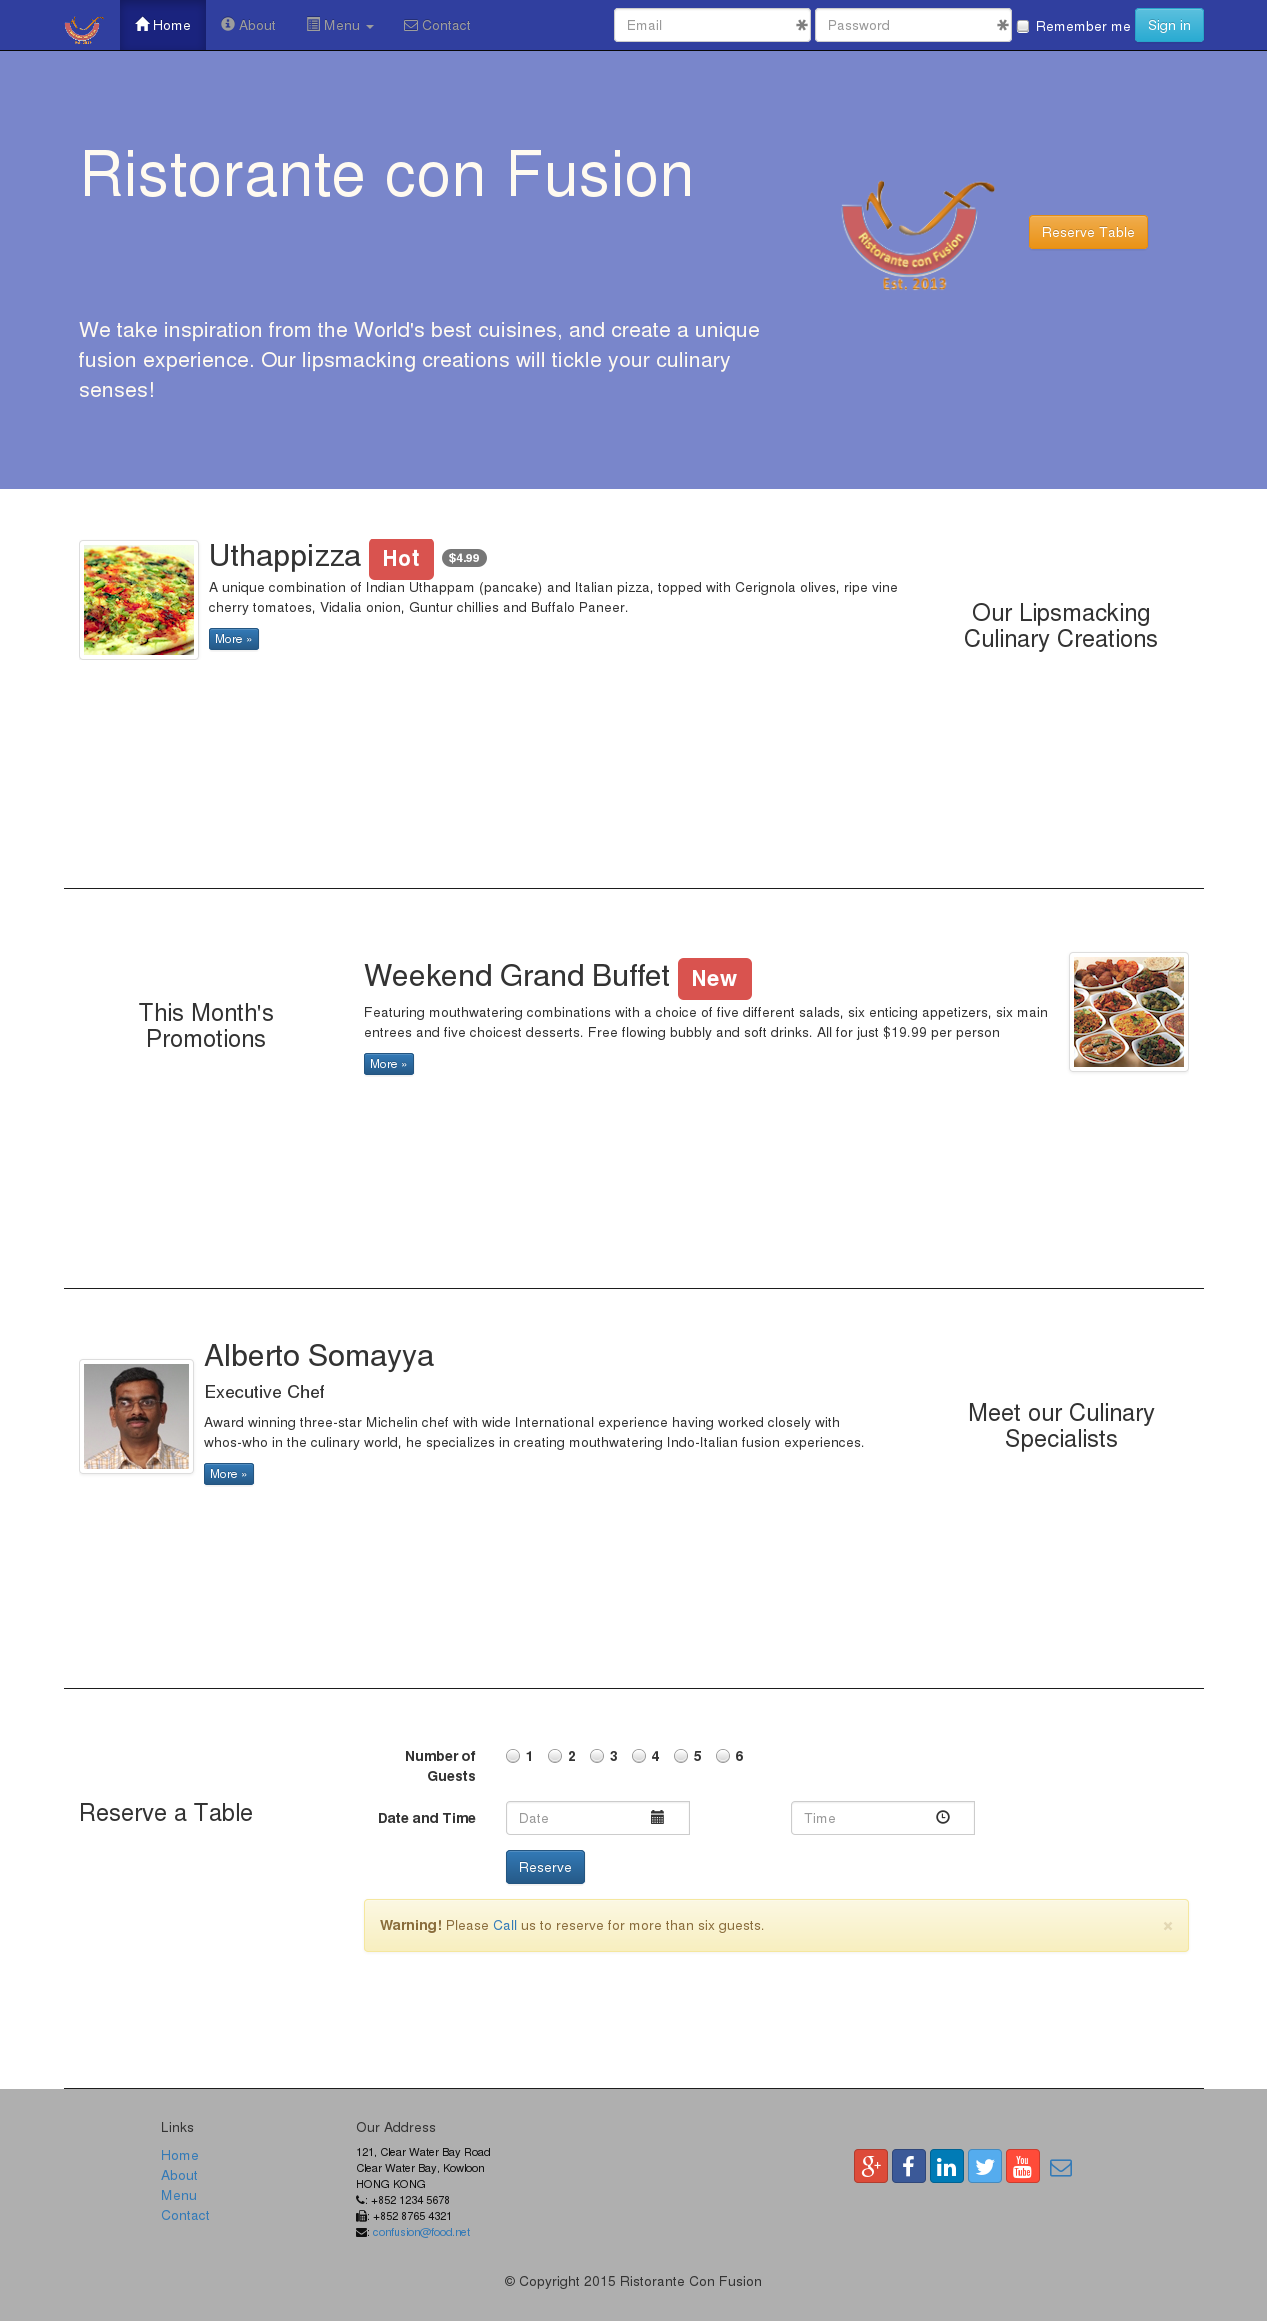 Home About Menu Contact Email Password Remember me Sign in
Ristorante con Fusion
Ristorante con Fusion
Est. 2013
Reserve Table
We take inspiration from the World's best cuisines, and create a unique
fusion experience. Our lipsmacking creations will tickle your culinary
senses!
Uthappizza Hot $4.99
A unique combination of Indian Uthappam (pancake) and Italian pizza, topped with Cerignola olives, ripe vine
cherry tomatoes, Vidalia onion, Guntur chillies and Buffalo Paneer.
More »
Our Lipsmacking
Culinary Creations
This Month's
Promotions
Weekend Grand Buffet New
Featuring mouthwatering combinations with a choice of five different salads, six enticing appetizers, six main
entrees and five choicest desserts. Free flowing bubbly and soft drinks. All for just $19.99 per person
More »
Alberto Somayya
Executive Chef
Award winning three-star Michelin chef with wide International experience having worked closely with
whos-who in the culinary world, he specializes in creating mouthwatering Indo-Italian fusion experiences.
More »
Meet our Culinary
Specialists
Reserve a Table
Number of
Guests
1 2 3 4 5 6
Date and Time Date Time
Reserve
Warning! Please Call us to reserve for more than six guests. ×
Links
Home
About
Menu
Contact
Our Address
121, Clear Water Bay Road
Clear Water Bay, Kowloon
HONG KONG
: +852 1234 5678
: +852 8765 4321
: confusion@food.net
g+ f in You Tube
© Copyright 2015 Ristorante Con Fusion